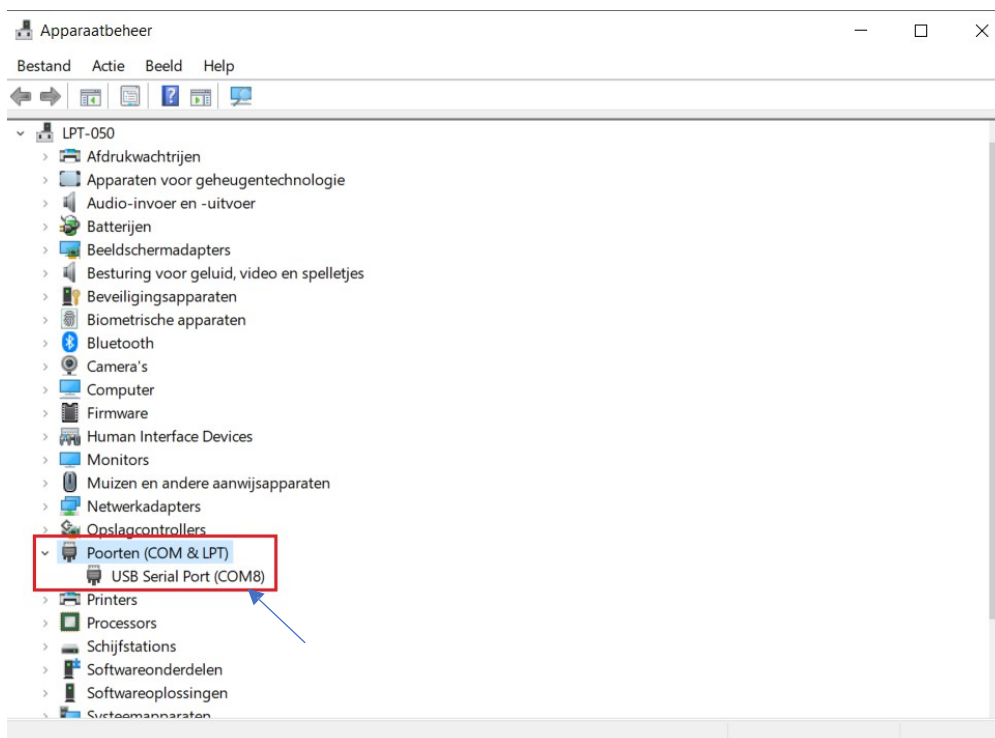 Apparaatbeheer
Bestand Actie Beeld Help
LPT-050
Afdrukwachtrijen
Apparaten voor geheugentechnologie
Audio-invoer en -uitvoer
Batterijen
Beeldschermadapters
Besturing voor geluid, video en spelletjes
Beveiligingsapparaten
Biometrische apparaten
Bluetooth
Camera's
Computer
Firmware
Human Interface Devices
Monitors
Muizen en andere aanwijsapparaten
Netwerkadapters
Opslagcontrollers
Poorten (COM & LPT)
USB Serial Port (COM8)
Printers
Processors
Schijfstations
Softwareonderdelen
Softwareoplossingen
Systeemapparaten